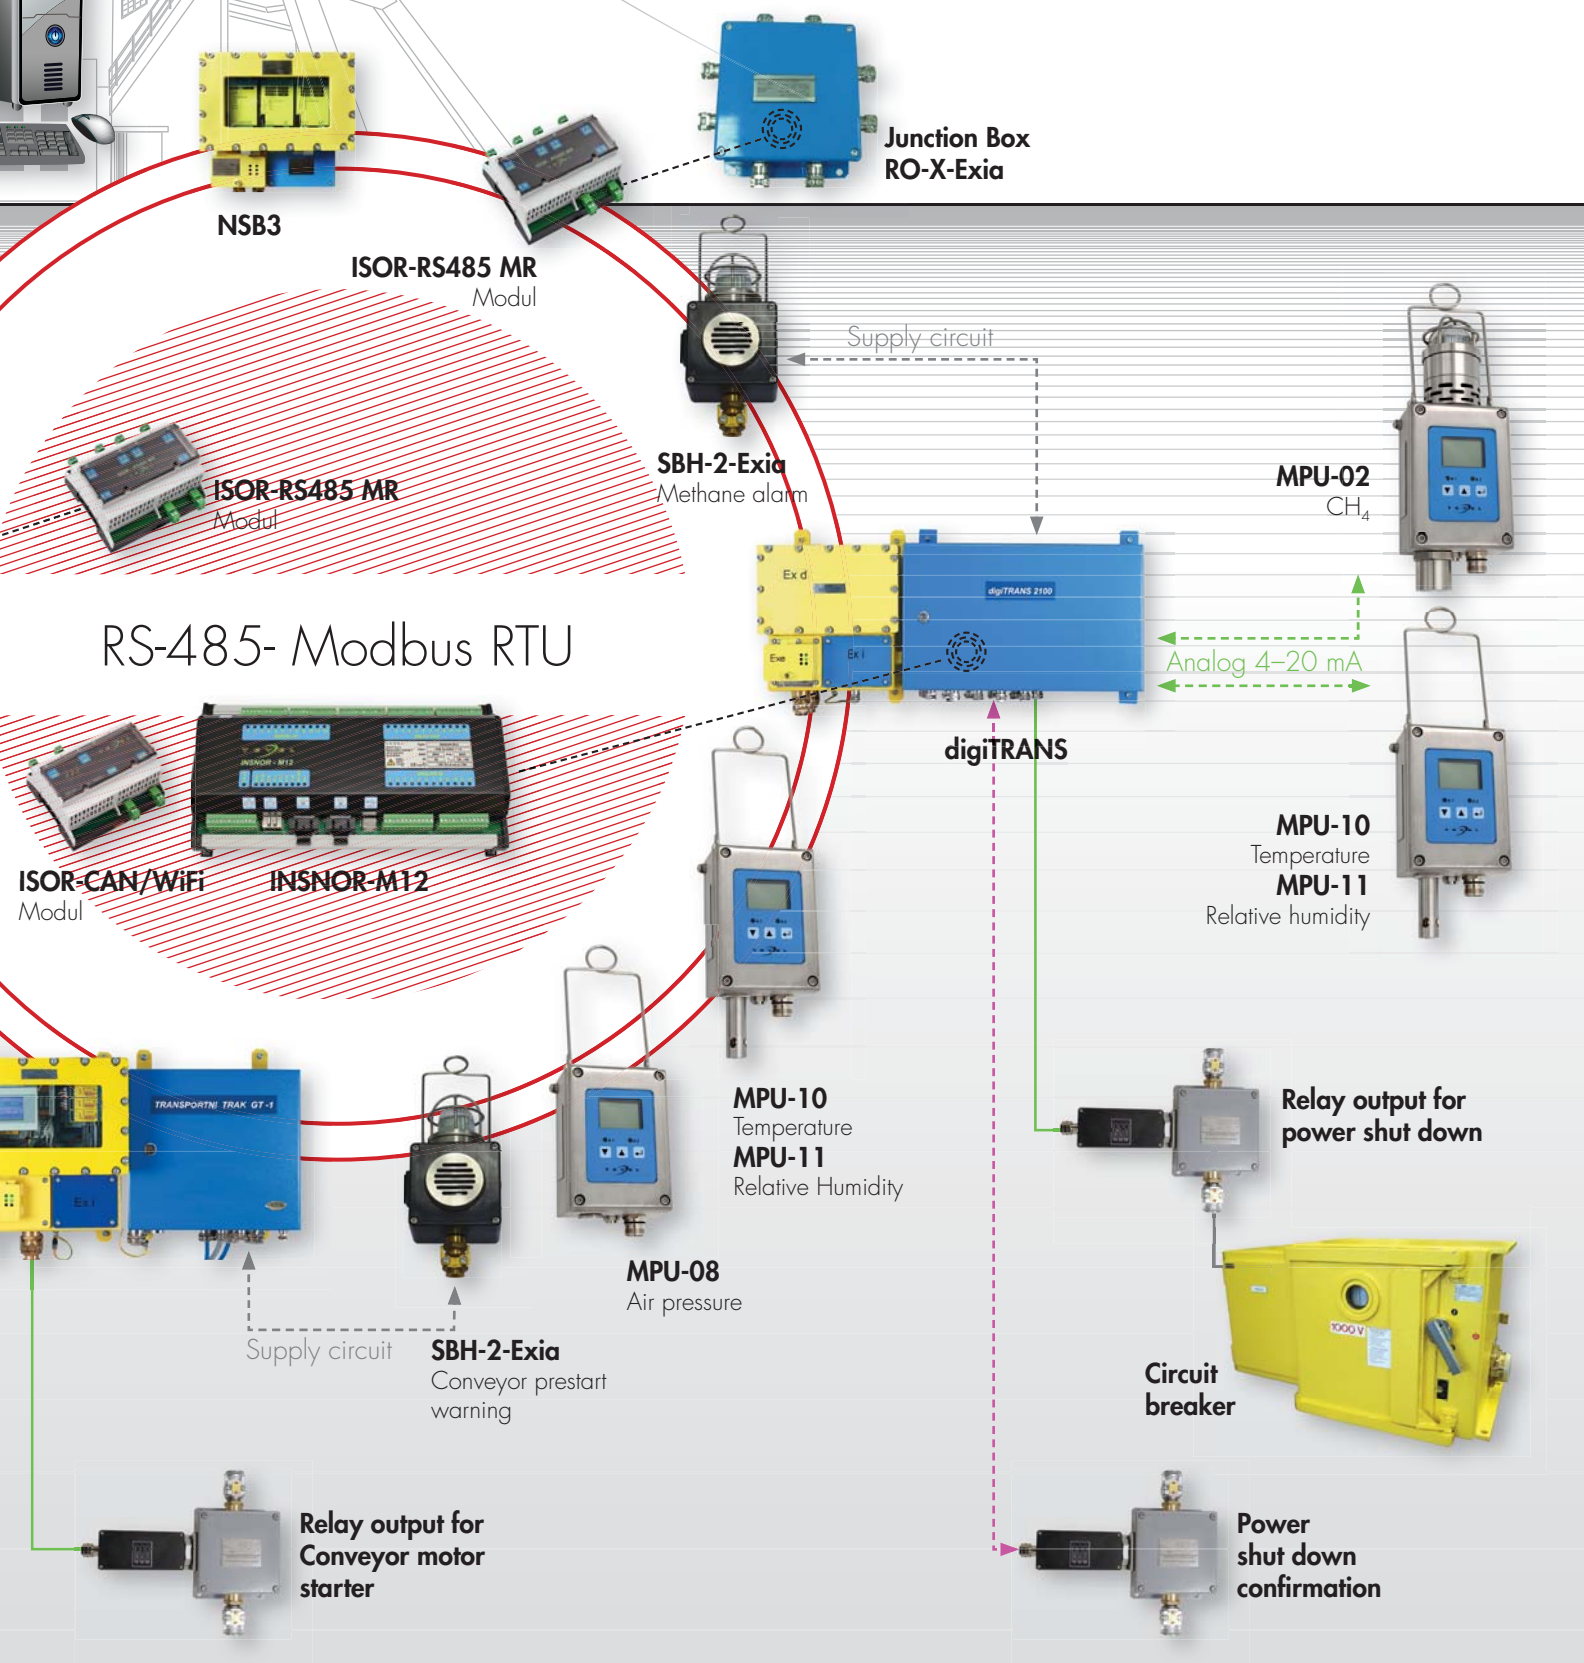 Junction Box
RO-X-Exia
NSB3
ISOR-RS485 MR
Modul
Supply circuit
SBH-2-Exia
Methane alarm
MPU-02
CH₄
ISOR-RS485 MR
Modul
Ex d
digiTRANS 2100
Exe
Ex i
Analog 4–20 mA
RS-485- Modbus RTU
digiTRANS
INSNOR - M12
ISOR-CAN/WiFi
Modul
INSNOR-M12
MPU-10
Temperature
MPU-11
Relative humidity
TRANSPORTNI TRAK GT-1
Ex i
MPU-10
Temperature
MPU-11
Relative Humidity
Relay output for
power shut down
MPU-08
Air pressure
Supply circuit
SBH-2-Exia
Conveyor prestart
warning
1000 V
Circuit
breaker
Relay output for
Conveyor motor
starter
Power
shut down
confirmation